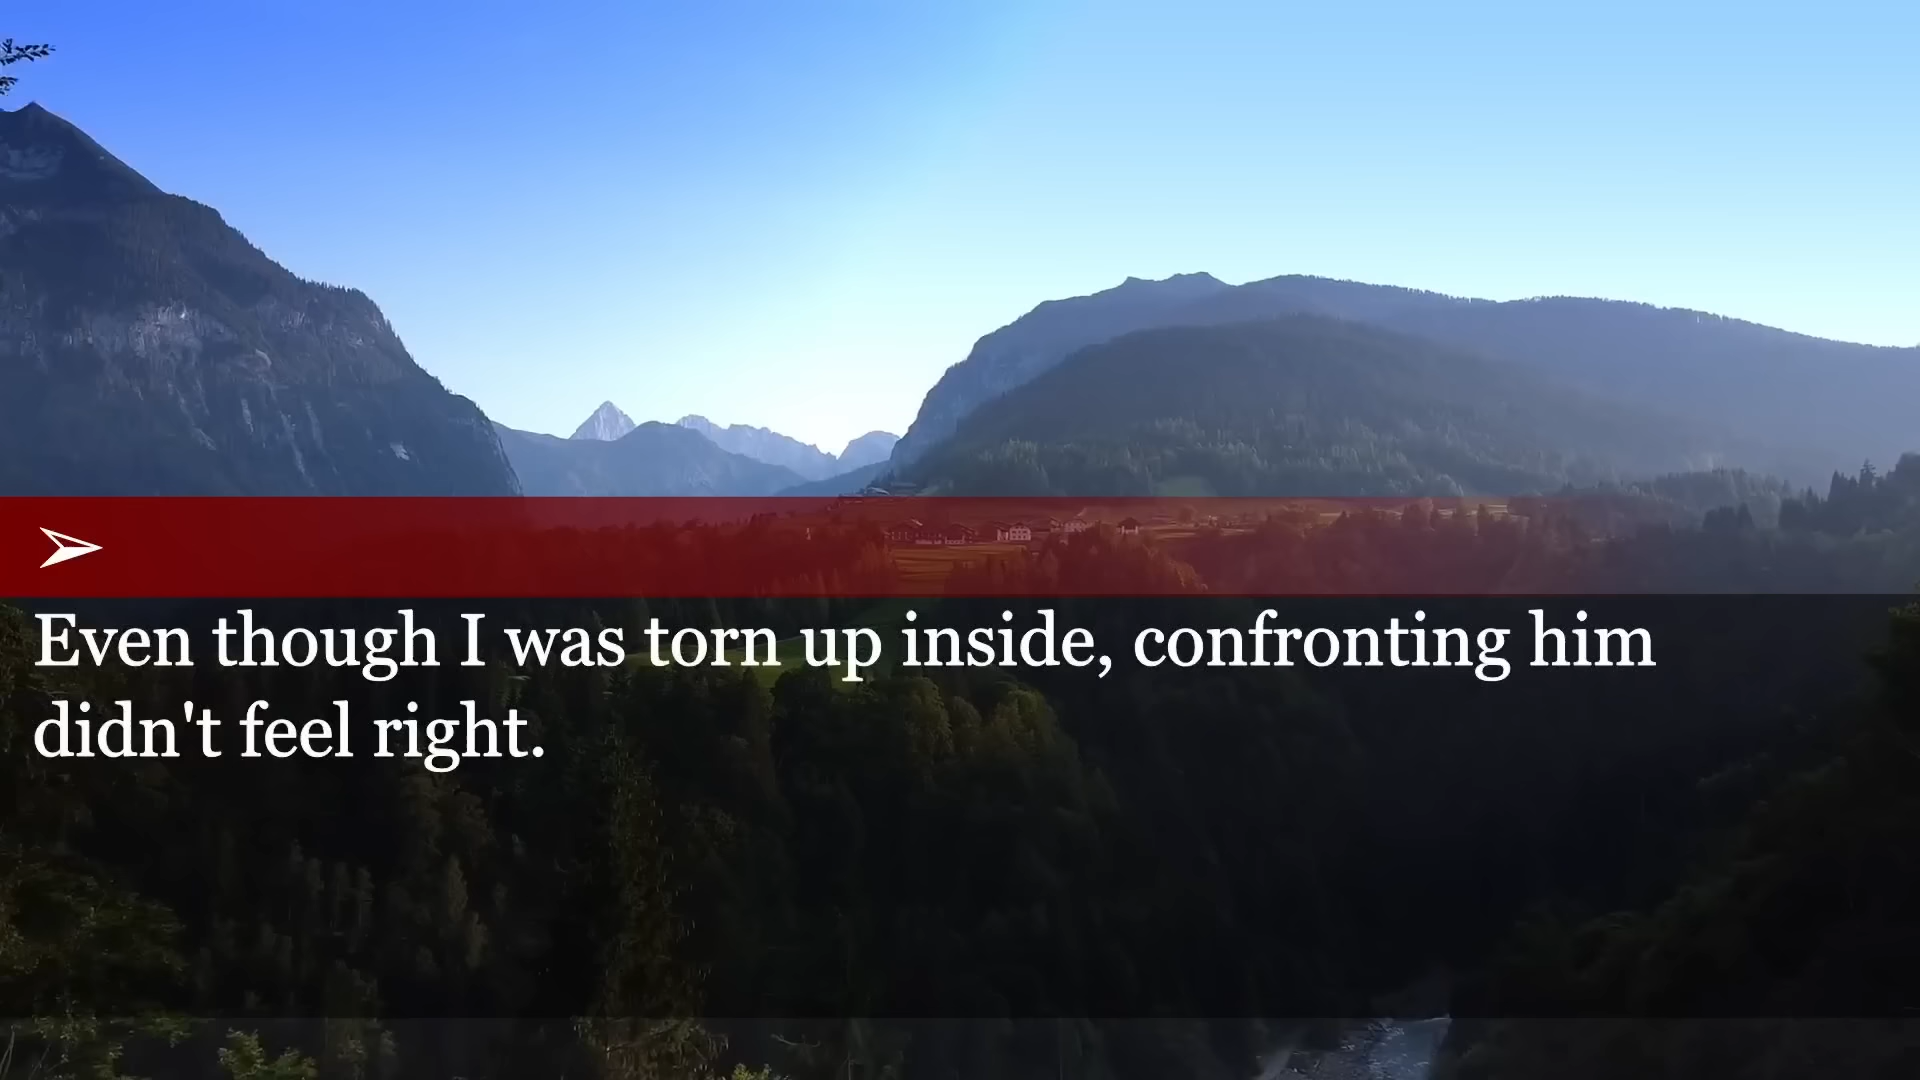 Even though I was torn up inside, confronting him
didn't feel right.